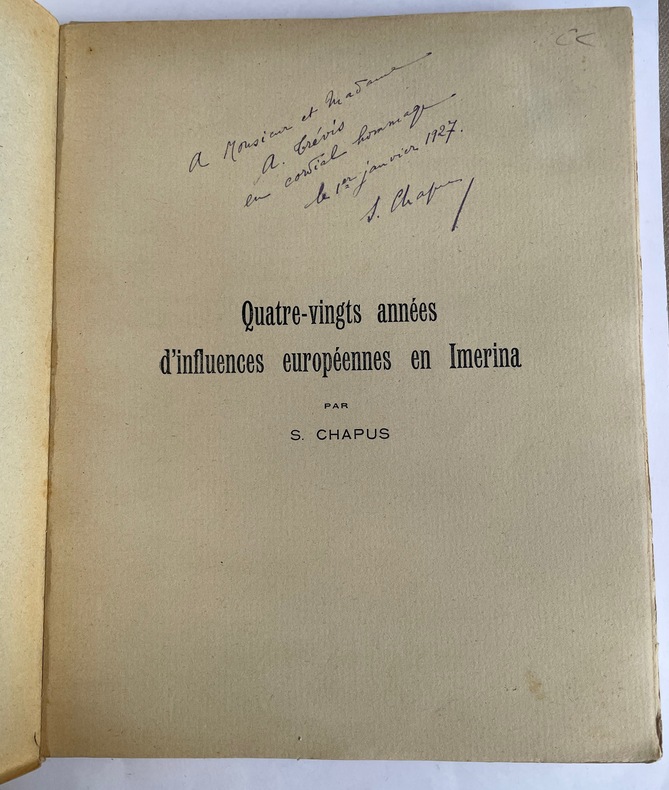 A Monsieur et Madame
A. Trévis
en cordial hommage
le 1er janvier 1927.
S. Chapus
Quatre-vingts années
d'influences européennes en Imerina
PAR
S. CHAPUS